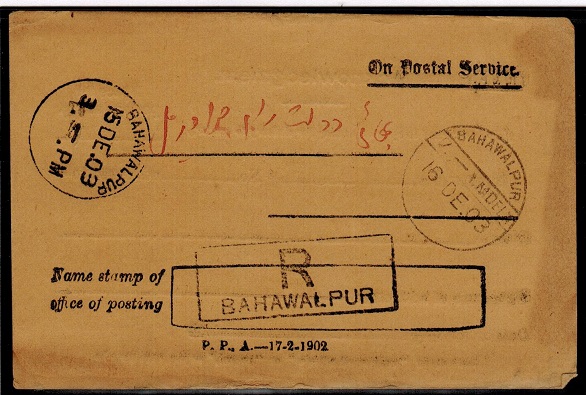 On Postal Service.
BAHAWALPUR
15 DE.03
3. PM
BAHAWALPUR
16 DE.03
Name stamp of
office of posting
R
BAHAWALPUR
P. P., A.—17-2-1902